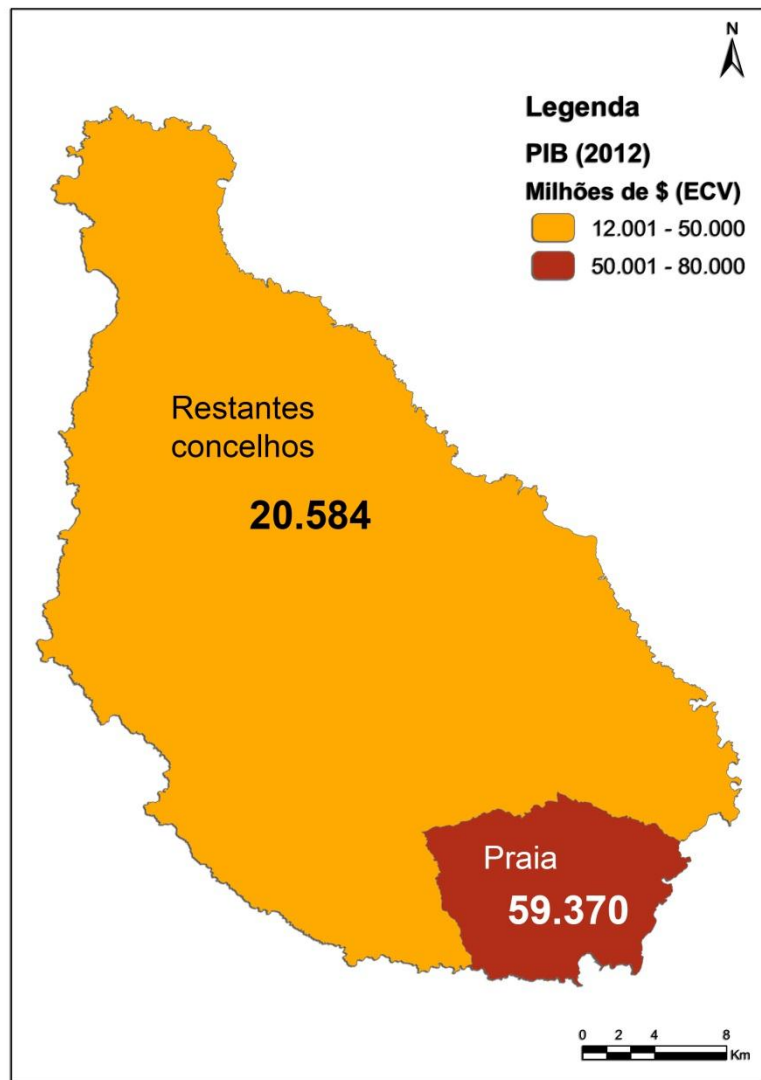 N
Legenda
PIB (2012)
Milhões de $ (ECV)
12.001 - 50.000
50.001 - 80.000
Restantes
concelhos
20.584
Praia
59.370
0 2 4 8
Km